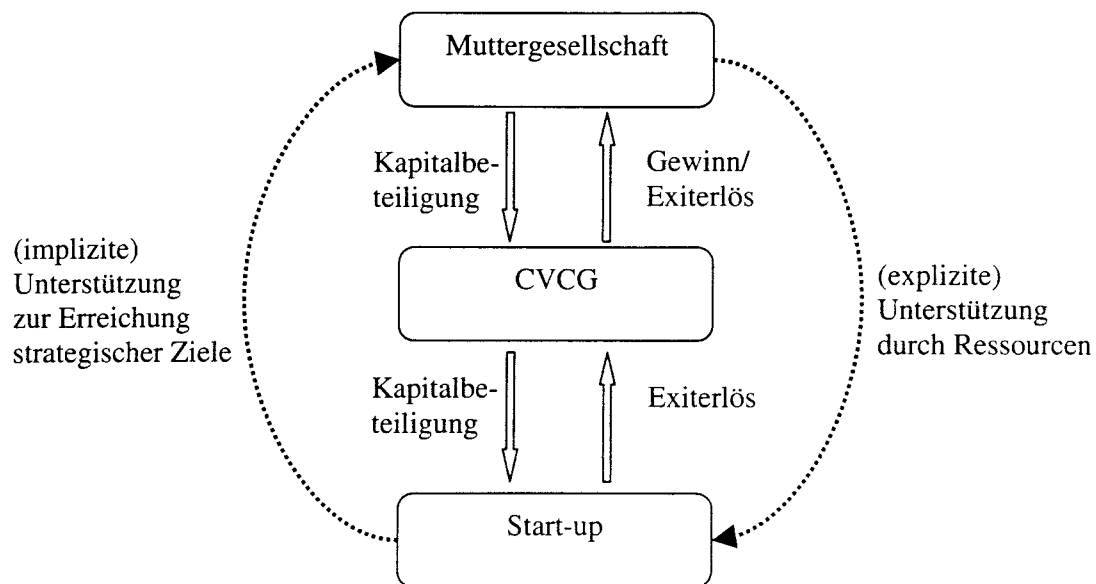 Muttergesellschaft
Kapitalbe-
teiligung
Gewinn/
Exiterlös
(implizite)
Unterstützung
zur Erreichung
strategischer Ziele
CVCG
(explizite)
Unterstützung
durch Ressourcen
Kapitalbe-
teiligung
Exiterlös
Start-up